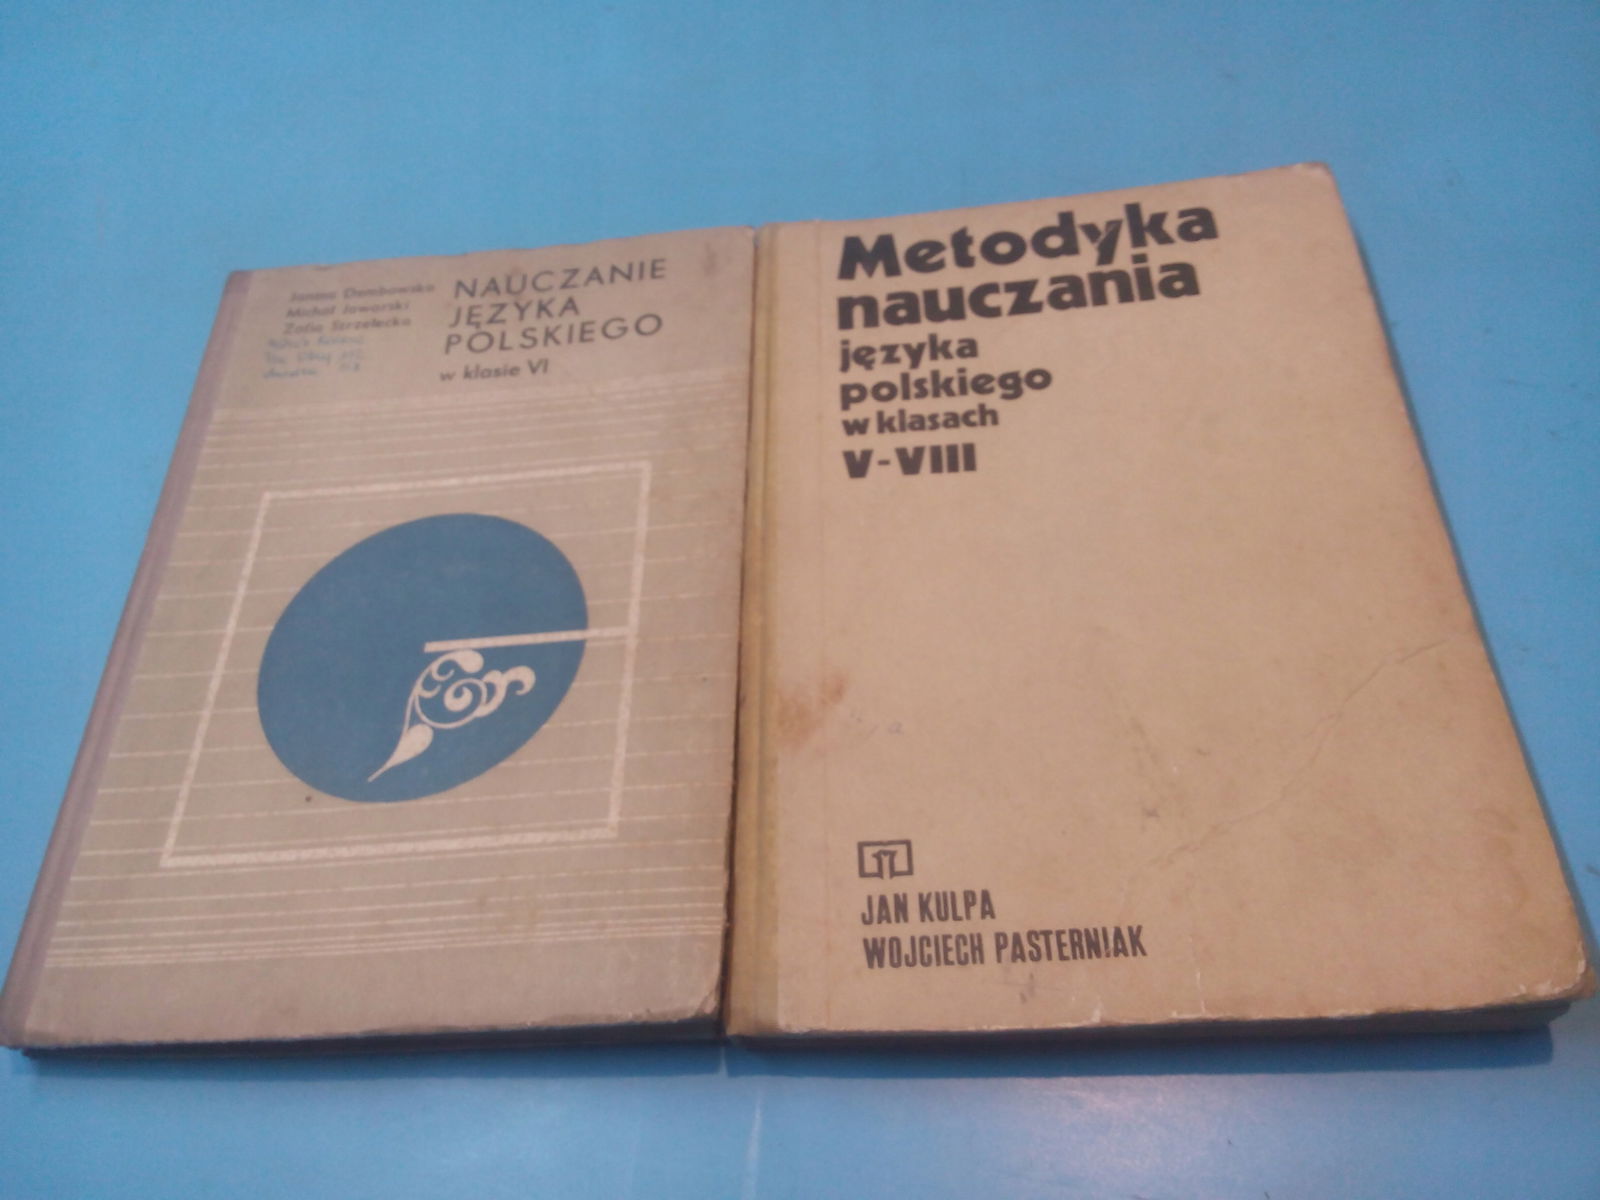 Janina Dembowska
Michał Jaworski
Zofia Strzelecka
NAUCZANIE
JĘZYKA
POLSKIEGO
w klasie VI
Metodyka
nauczania
języka
polskiego
w klasach
V-VIII
JAN KULPA
WOJCIECH PASTERNIAK